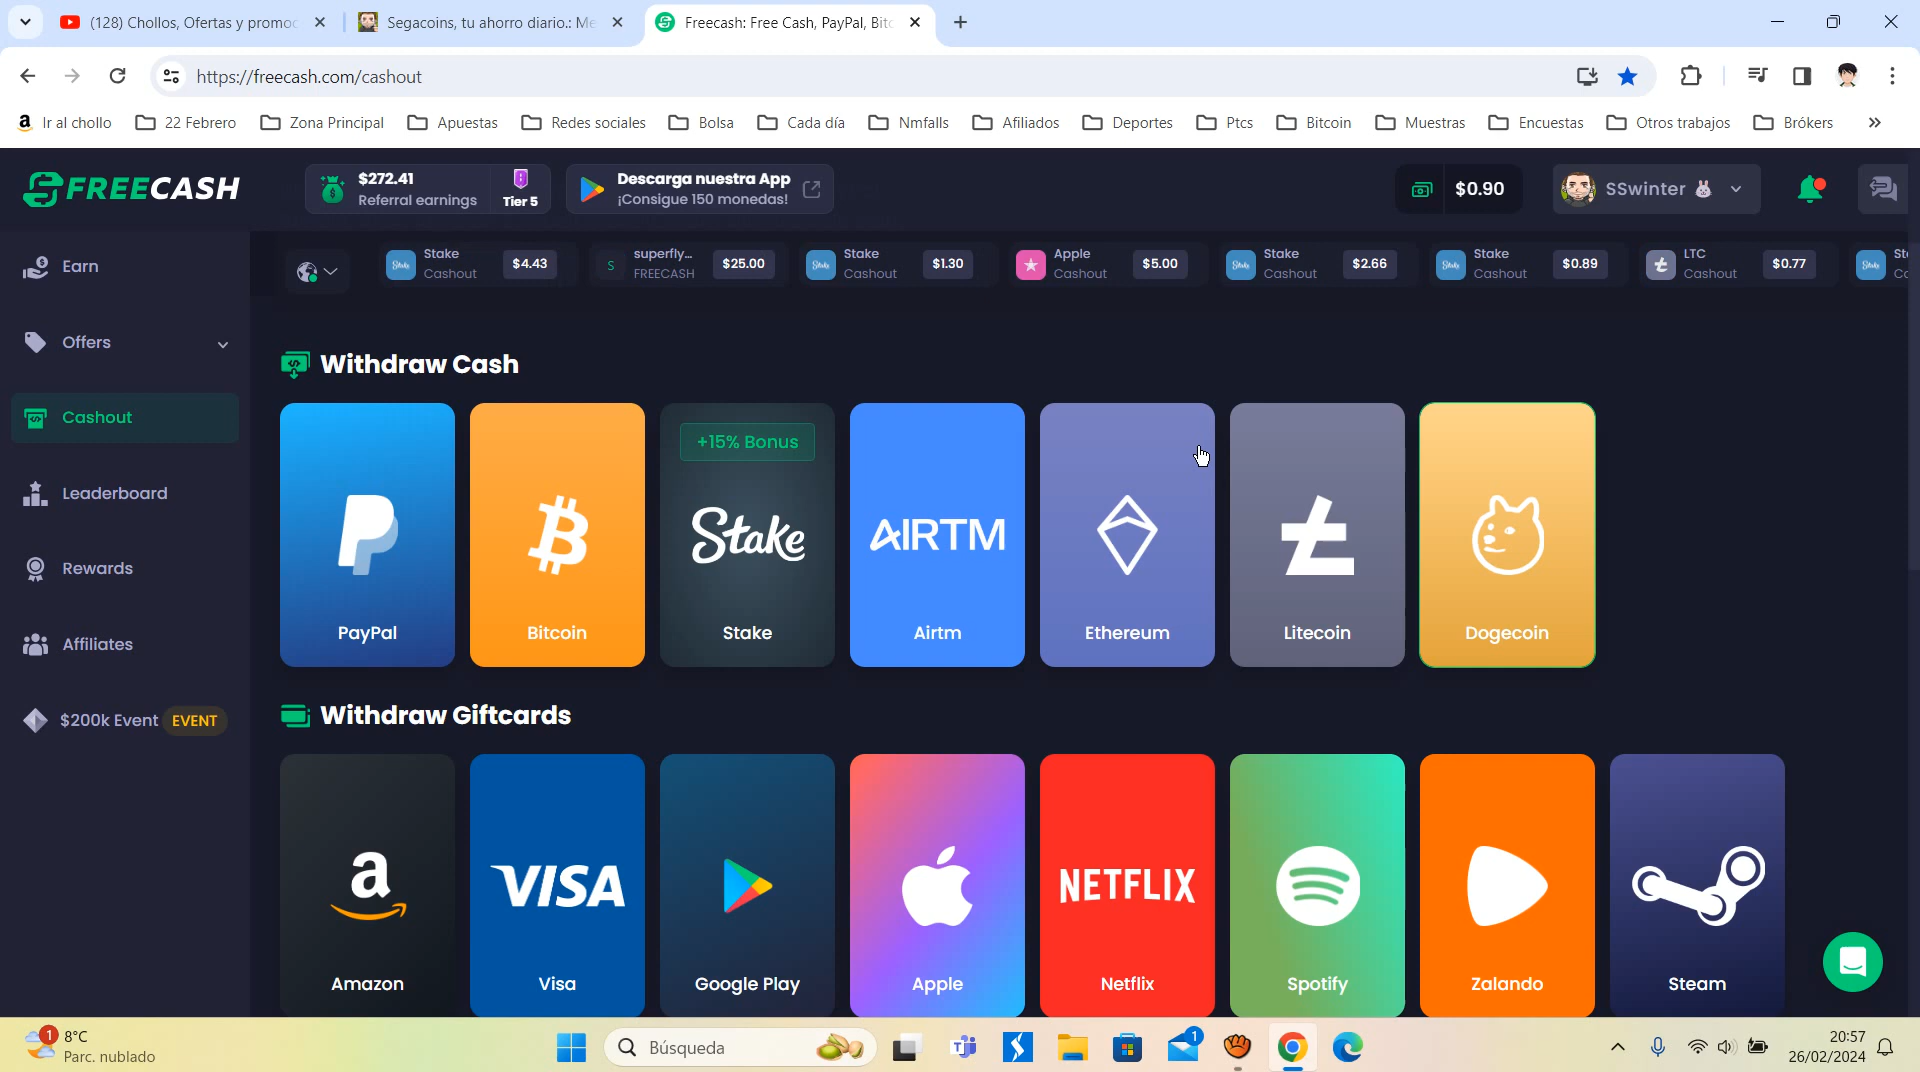 (128) Chollos, Ofertas y promoc
Segacoins, tu ahorro diario.: Me
Freecash: Free Cash, PayPal, Bitc
https://freecash.com/cashout
a Ir al chollo
22 Febrero
Zona Principal
Apuestas
Redes sociales
Bolsa
Cada día
Nmfalls
Afiliados
Deportes
Ptcs
Bitcoin
Muestras
Encuestas
Otros trabajos
Brókers
»
FREECASH
$272.41
Referral earnings
Tier 5
Descarga nuestra App
¡Consigue 150 monedas!
$0.90
SSwinter
Earn
Offers
Cashout
Leaderboard
Rewards
Affiliates
$200k Event EVENT
Stake
Cashout
$4.43
S
superfly...
FREECASH
$25.00
Stake
Cashout
$1.30
Apple
Cashout
$5.00
Stake
Cashout
$2.66
Stake
Cashout
$0.89
LTC
Cashout
$0.77
Withdraw Cash
PayPal
Bitcoin
+15% Bonus
Stake
Stake
AIRTM
Airtm
Ethereum
Litecoin
Dogecoin
Withdraw Giftcards
a
Amazon
VISA
Visa
Google Play
Apple
NETFLIX
Netflix
Spotify
Zalando
Steam
1
8°C
Parc. nublado
Búsqueda
1
20:57
26/02/2024